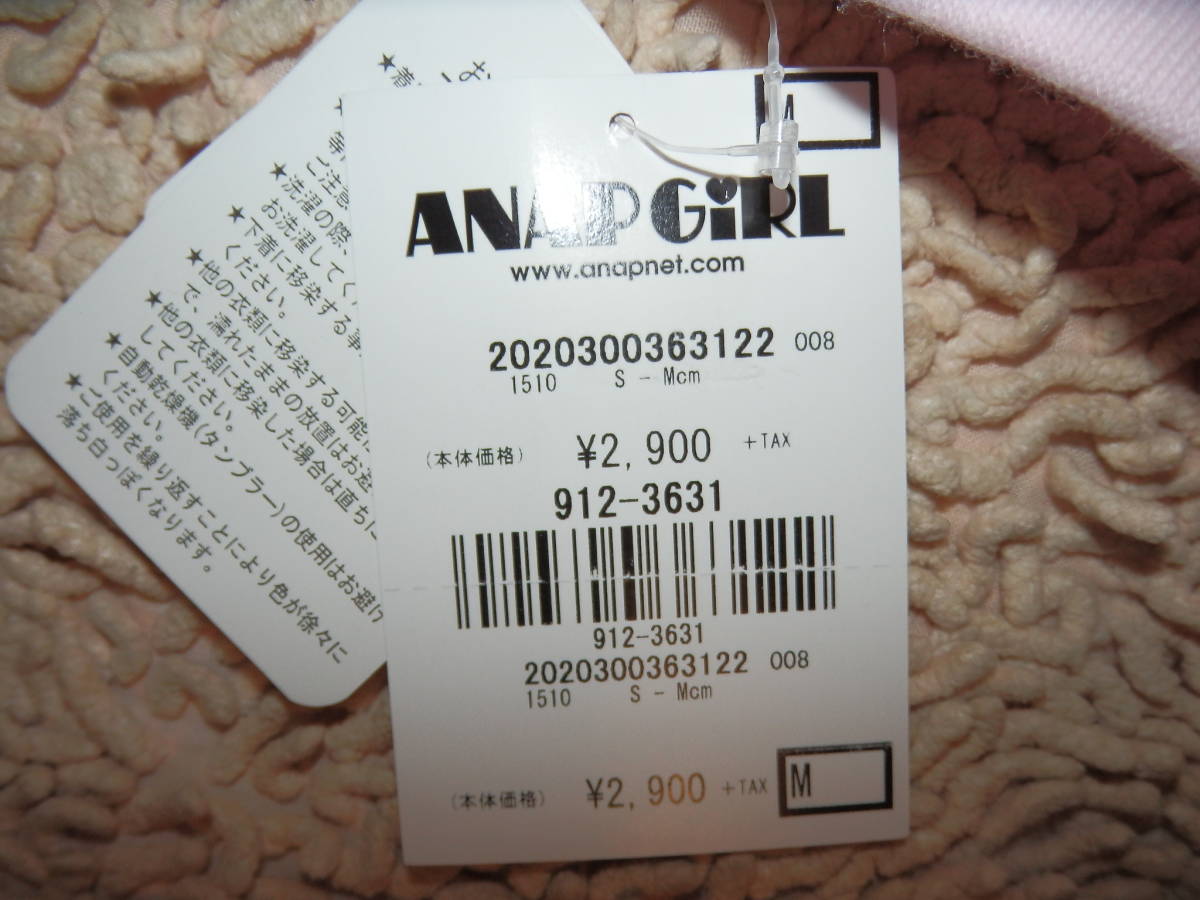 M
ANAP GiRL
www.anapnet.com
2020300363122 008
1510 S - Mcm
(本体価格) ¥2,900 +TAX
912-3631
912-3631
2020300363122 008
1510 S - Mcm
(本体価格) ¥2,900 +TAX
M
ご注意
★洗濯の際、
お洗濯してく
★下着に移染する事
ください。
★他の衣類に移染する可能
で、濡れたままの放置はお避
★他の衣類に移染した場合は直ちに
してください。
★自動乾燥機(タンブラー)の使用はお避け
ください。
★ご使用を繰り返すことにより色が徐々に
落ち白っぽくなります。